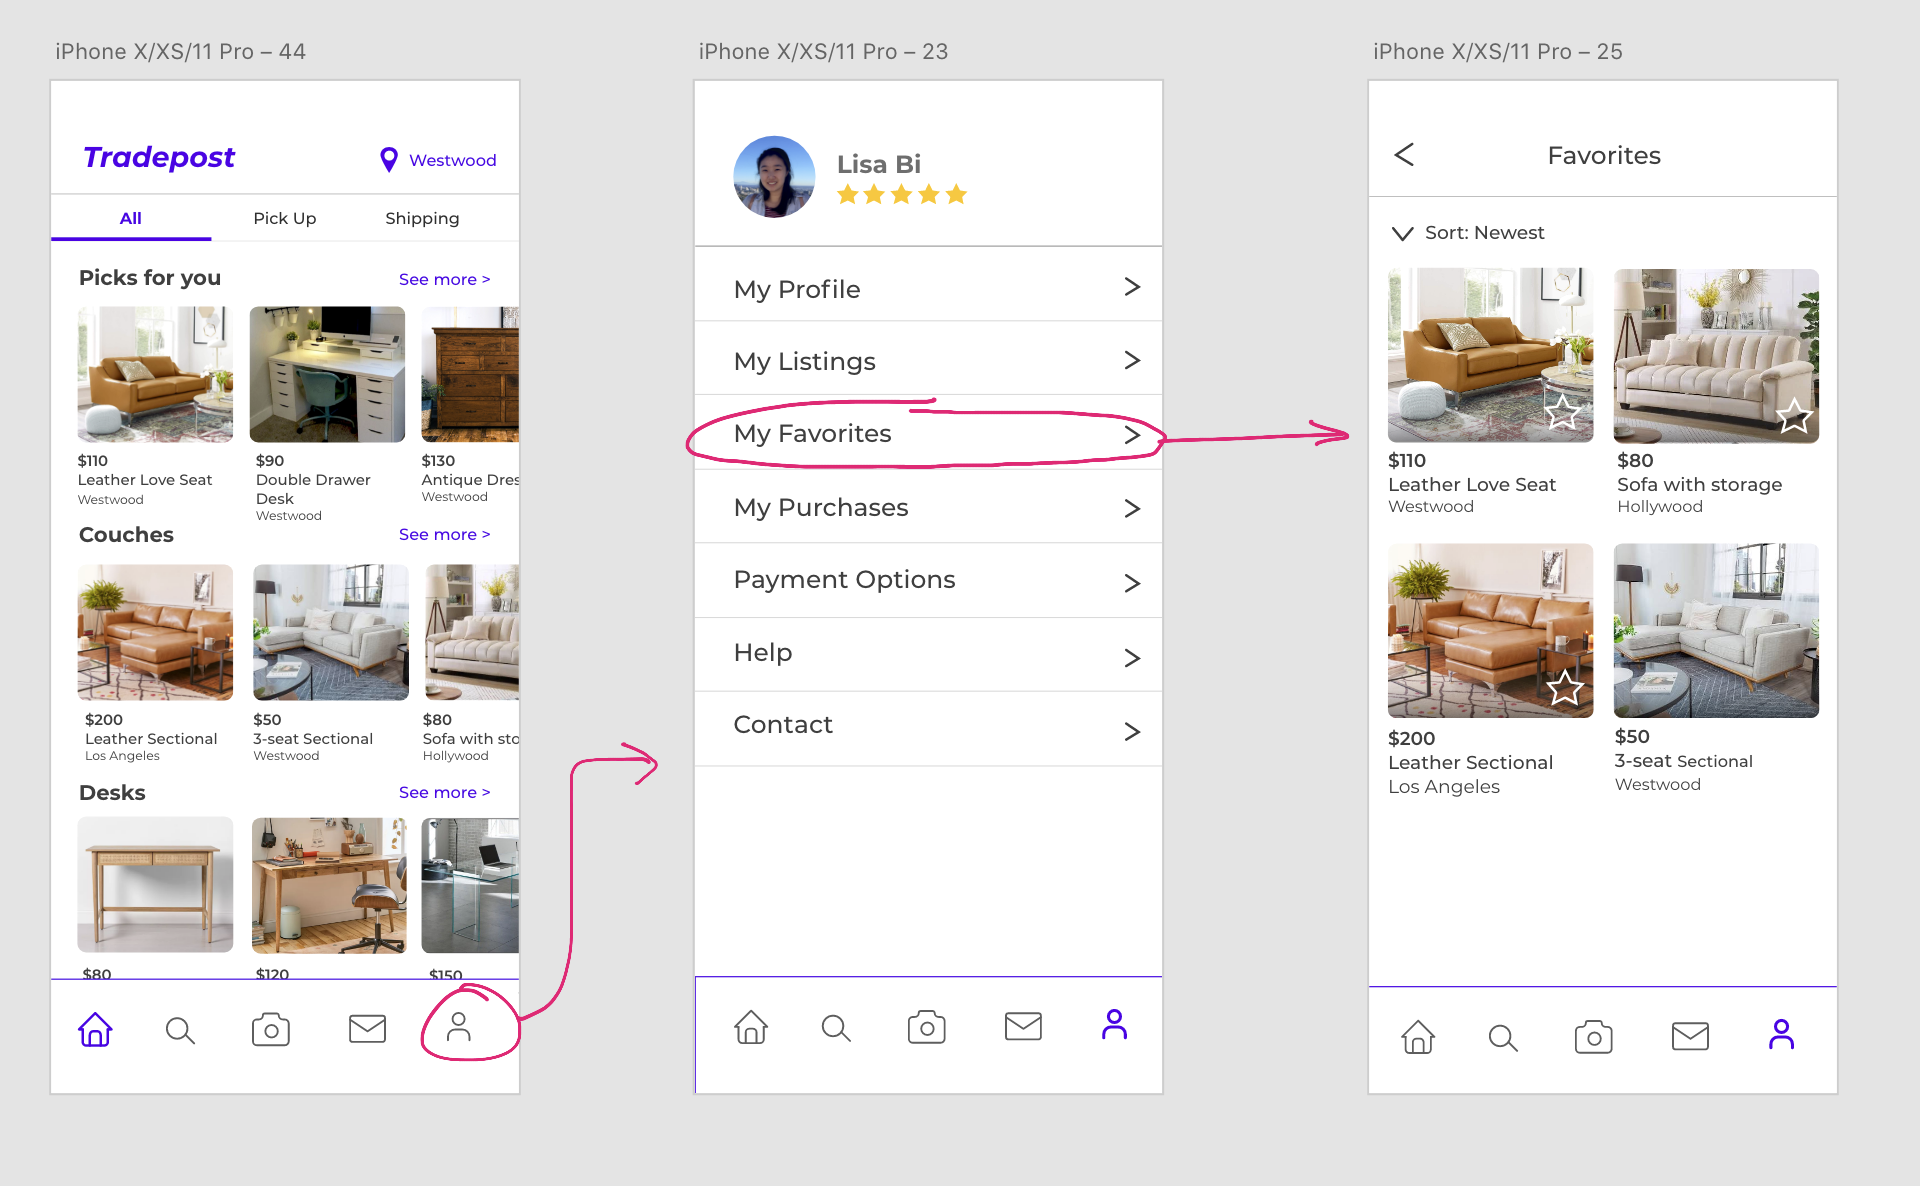 iPhone X/XS/11 Pro – 44
Tradepost
Westwood
All
Pick Up
Shipping
Picks for you
See more >
$110
Leather Love Seat
Westwood
$90
Double Drawer
Desk
Westwood
$130
Antique Dres
Westwood
Couches
See more >
$200
Leather Sectional
Los Angeles
$50
3-seat Sectional
Westwood
$80
Sofa with sto
Hollywood
Desks
See more >
$80
$120
$150
iPhone X/XS/11 Pro – 23
Lisa Bi
My Profile
My Listings
My Favorites
My Purchases
Payment Options
Help
Contact
iPhone X/XS/11 Pro – 25
Favorites
Sort: Newest
$110
Leather Love Seat
Westwood
$80
Sofa with storage
Hollywood
$200
Leather Sectional
Los Angeles
$50
3-seat Sectional
Westwood